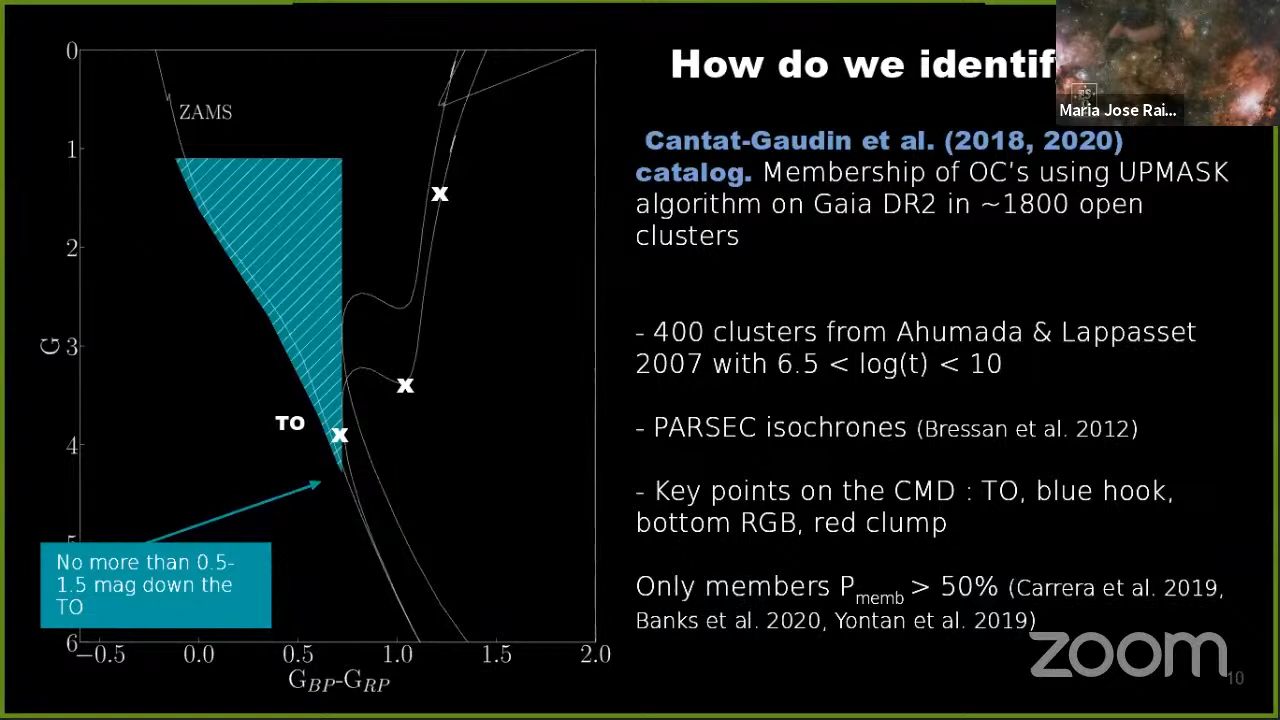 How do we identif
Maria Jose Rai...
Cantat-Gaudin et al. (2018, 2020)
catalog. Membership of OC's using UPMASK
algorithm on Gaia DR2 in ~1800 open
clusters
- 400 clusters from Ahumada & Lappasset
2007 with 6.5 < log(t) < 10
- PARSEC isochrones (Bressan et al. 2012)
- Key points on the CMD : TO, blue hook,
bottom RGB, red clump
Only members Pmemb > 50% (Carrera et al. 2019,
Banks et al. 2020, Yontan et al. 2019)
zoom
10
0
1
2
3
4
5
6
G
ZAMS
X
X
TO
X
No more than 0.5-
1.5 mag down the
TO
−0.5 0.0 0.5 1.0 1.5 2.0
GBP-GRP